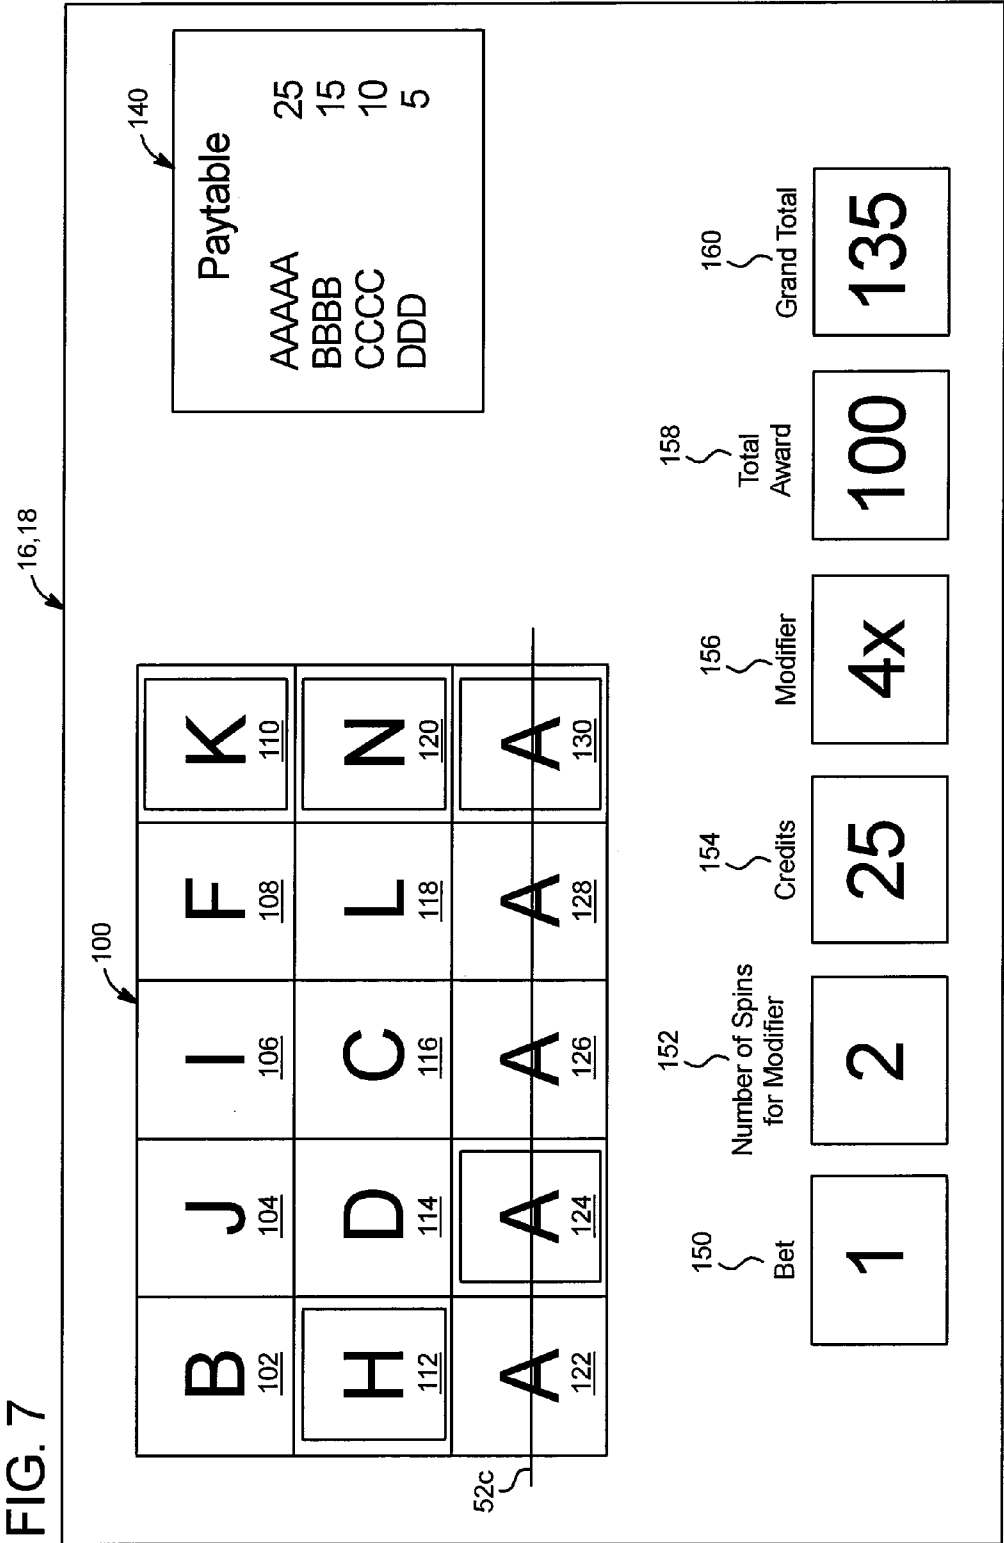 FIG. 7
16,18
100
B J I F K
102 104 106 108 110
H D C L N
112 114 116 118 120
52c
A A A A A
122 124 126 128 130
140
Paytable
AAAAA 25
BBBB 15
CCCC 10
DDD 5
150
Bet
1
152
Number of Spins
for Modifier
2
154
Credits
25
156
Modifier
4x
158
Total
Award
100
160
Grand Total
135